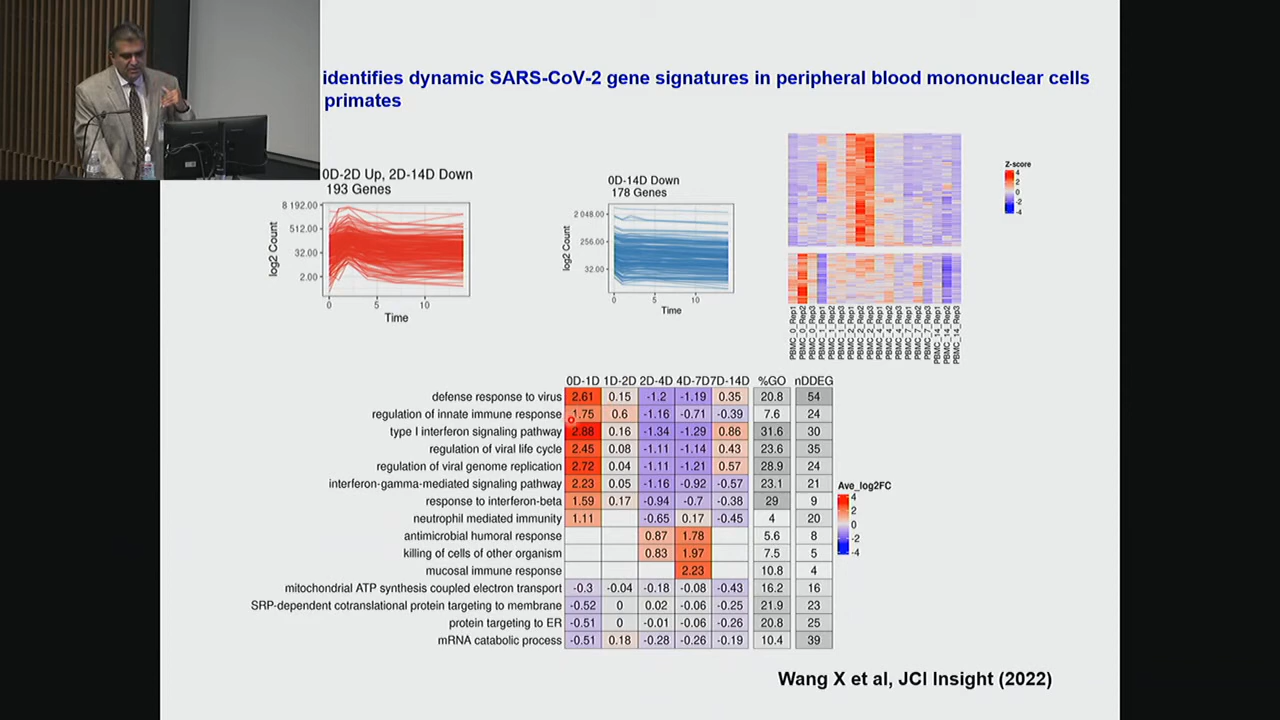 identifies dynamic SARS-CoV-2 gene signatures in peripheral blood mononuclear cells
primates
0D-2D Up, 2D-14D Down
193 Genes
8 192.00
512.00
32.00
2.00
log2 Count
0 5 10
Time
0D-14D Down
178 Genes
2 048.00
256.00
32.00
log2 Count
0 5 10
Time
Z-score
4
2
0
-2
-4
PBMC_0_Rep1
PBMC_0_Rep2
PBMC_0_Rep3
PBMC_1_Rep1
PBMC_1_Rep2
PBMC_1_Rep3
PBMC_2_Rep1
PBMC_2_Rep2
PBMC_2_Rep3
PBMC_4_Rep1
PBMC_4_Rep2
PBMC_4_Rep3
PBMC_7_Rep1
PBMC_7_Rep2
PBMC_7_Rep3
PBMC_14_Rep1
PBMC_14_Rep2
PBMC_14_Rep3
0D-1D 1D-2D 2D-4D 4D-7D 7D-14D %GO nDDEG
defense response to virus 2.61 0.15 -1.2 -1.19 0.35 20.8 54
regulation of innate immune response 1.75 0.6 -1.16 -0.71 -0.39 7.6 24
type I interferon signaling pathway 2.88 0.16 -1.34 -1.29 0.86 31.6 30
regulation of viral life cycle 2.45 0.08 -1.11 -1.14 0.43 23.6 35
regulation of viral genome replication 2.72 0.04 -1.11 -1.21 0.57 28.9 24
interferon-gamma-mediated signaling pathway 2.23 0.05 -1.16 -0.92 -0.57 23.1 21
response to interferon-beta 1.59 0.17 -0.94 -0.7 -0.38 29 9
neutrophil mediated immunity 1.11 -0.65 0.17 -0.45 4 20
antimicrobial humoral response 0.87 1.78 5.6 8
killing of cells of other organism 0.83 1.97 7.5 5
mucosal immune response 2.23 10.8 4
mitochondrial ATP synthesis coupled electron transport -0.3 -0.04 -0.18 -0.08 -0.43 16.2 16
SRP-dependent cotranslational protein targeting to membrane -0.52 0 0.02 -0.06 -0.25 21.9 23
protein targeting to ER -0.51 0 -0.01 -0.06 -0.26 20.8 25
mRNA catabolic process -0.51 0.18 -0.28 -0.26 -0.19 10.4 39
Ave_log2FC
4
2
0
-2
-4
Wang X et al, JCI Insight (2022)